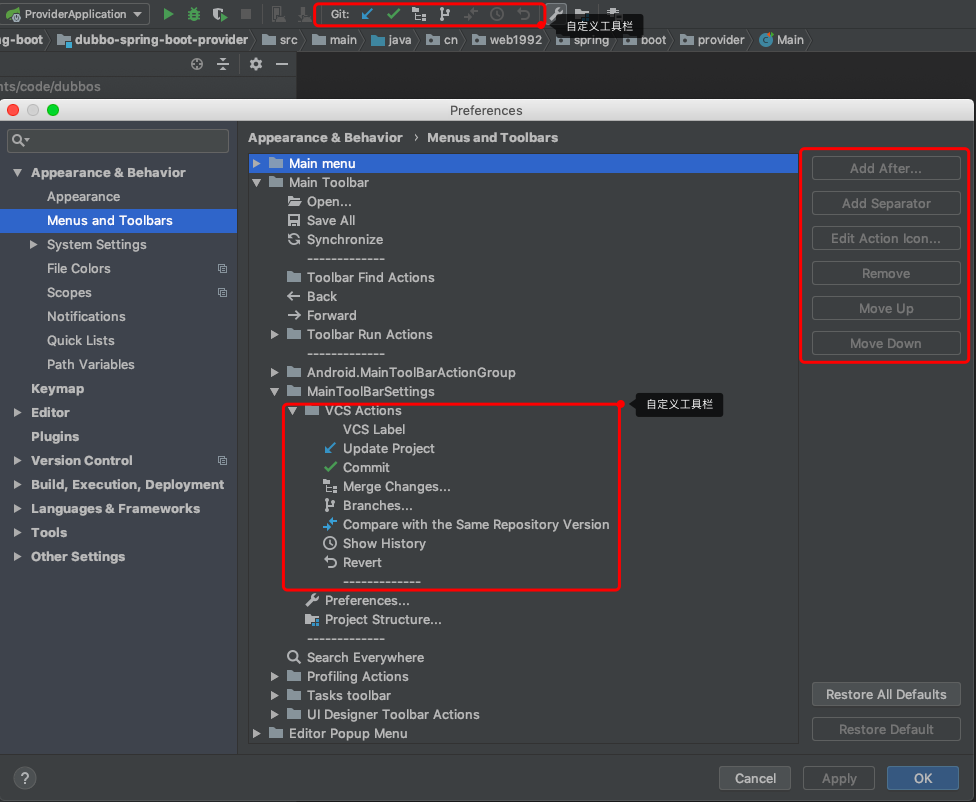 ProviderApplication
Git:
自定义工具栏
ng-boot
dubbo-spring-boot-provider
src
main
java
cn
web1992
spring
boot
provider
Main
nts/code/dubbos
Preferences
Appearance & Behavior
Appearance
Menus and Toolbars
System Settings
File Colors
Scopes
Notifications
Quick Lists
Path Variables
Keymap
Editor
Plugins
Version Control
Build, Execution, Deployment
Languages & Frameworks
Tools
Other Settings
Appearance & Behavior › Menus and Toolbars
Main menu
Main Toolbar
Open...
Save All
Synchronize
-------------
Toolbar Find Actions
Back
Forward
Toolbar Run Actions
-------------
Android.MainToolBarActionGroup
MainToolBarSettings
VCS Actions
VCS Label
Update Project
Commit
Merge Changes...
Branches...
Compare with the Same Repository Version
Show History
Revert
-------------
Preferences...
Project Structure...
-------------
Search Everywhere
Profiling Actions
Tasks toolbar
UI Designer Toolbar Actions
Editor Popup Menu
自定义工具栏
Add After...
Add Separator
Edit Action Icon...
Remove
Move Up
Move Down
Restore All Defaults
Restore Default
?
Cancel
Apply
OK